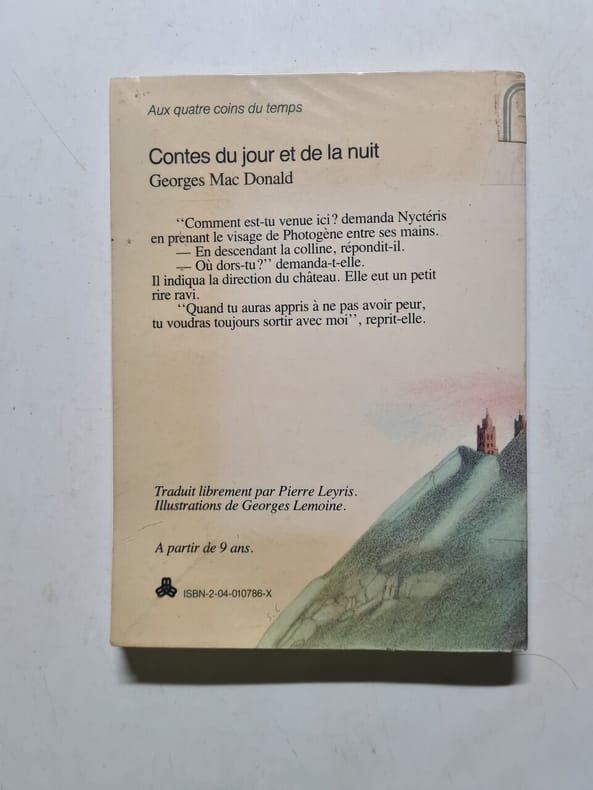 Aux quatre coins du temps
Contes du jour et de la nuit
Georges Mac Donald
‘‘Comment est-tu venue ici? demanda Nyctéris
en prenant le visage de Photogène entre ses mains.
— En descendant la colline, répondit-il.
— Où dors-tu?’’ demanda-t-elle.
Il indiqua la direction du château. Elle eut un petit
rire ravi.
‘‘Quand tu auras appris à ne pas avoir peur,
tu voudras toujours sortir avec moi’’, reprit-elle.
Traduit librement par Pierre Leyris.
Illustrations de Georges Lemoine.
A partir de 9 ans.
ISBN-2-04-010786-X